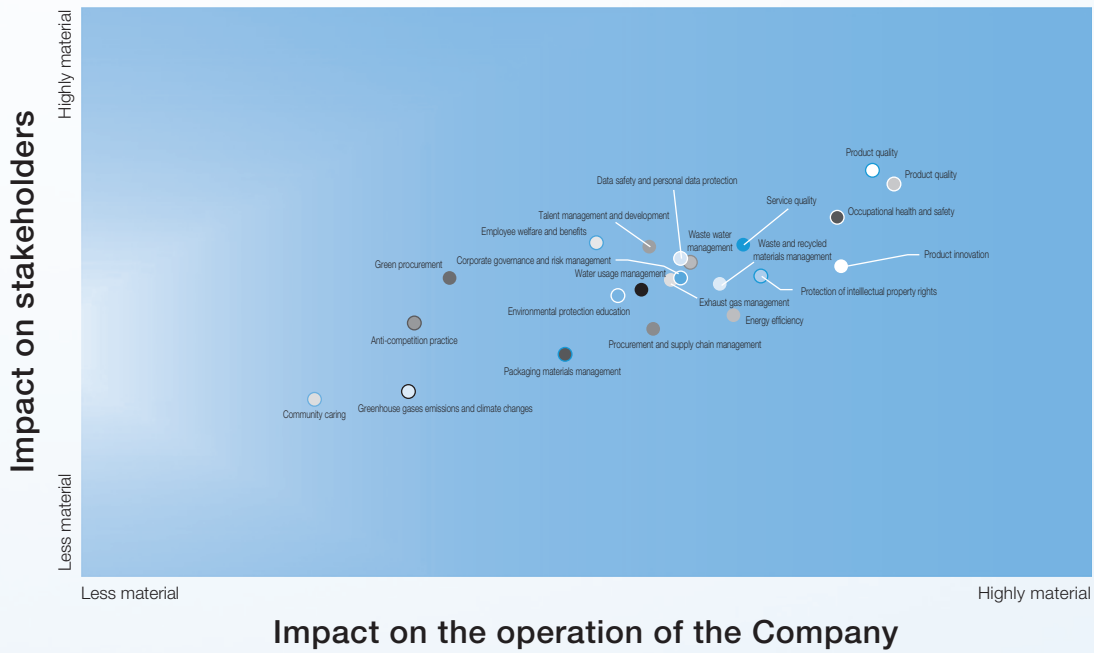 Highly material
Impact on stakeholders
Less material
Product quality
Product quality
Data safety and personal data protection
Service quality
Occupational health and safety
Talent management and development
Employee welfare and benefits
Waste water
management
Waste and recycled
materials management
Product innovation
Corporate governance and risk management
Green procurement
Water usage management
Protection of intelllectual property rights
Exhaust gas management
Environmental protection education
Energy efficiency
Anti-competition practice
Procurement and supply chain management
Packaging materials management
Greenhouse gases emissions and climate changes
Community caring
Less material
Highly material
Impact on the operation of the Company